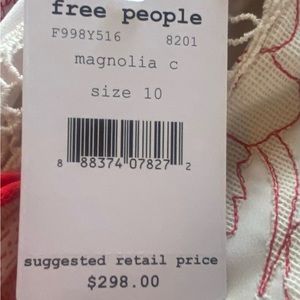 free people
F998Y516 8201
magnolia c
size 10
8 88374 07827 2
suggested retail price
$298.00